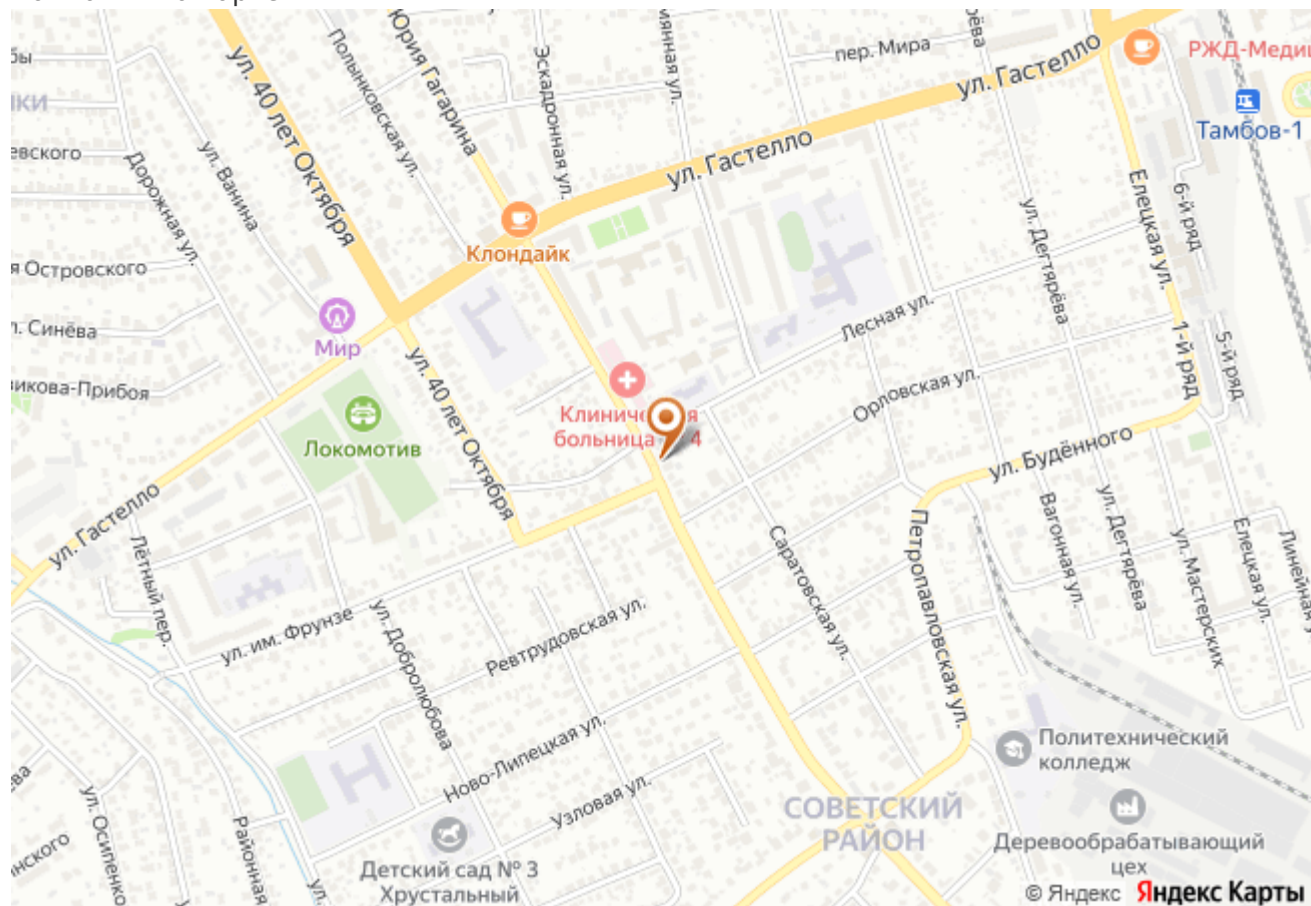 Юрия Гагарина
Полынковская ул.
Эскадронная ул.
ул. 40 лет Октября
пер. Мира
ул. Гастелло
РЖД-Медиц
Тамбов-1
ул. Ванина
Дорожная ул.
ул. Гастелло
ул. Дегтярёва
Елецкая ул.
6-й ряд
Клондайк
Мир
Лесная ул.
1-й ряд
5-й ряд
Орловская ул.
ул. 40 лет Октября
Локомотив
ул. Будённого
ул. Гастелло
Лётный пер.
Саратовская ул.
Петропавловская ул.
Вагонная ул.
ул. Дегтярёва
ул. Мастерских
Елецкая ул.
ул. им. Фрунзе
ул. Добролюбова
Ревтрудовская ул.
Ново-Липецкая ул.
Узловая ул.
ул. Осипенко
Районная
ул.
Политехнический
колледж
СОВЕТСКИЙ
РАЙОН
Деревообрабатывающий
цех
Детский сад № 3
Хрустальный
© Яндекс Яндекс Карты